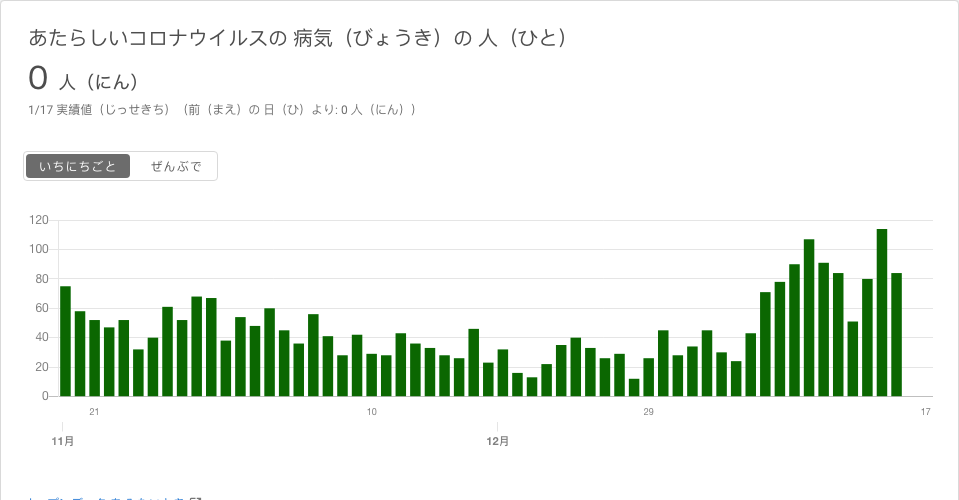 あたらしいコロナウイルスの 病気（びょうき）の 人（ひと）
0 人（にん）
1/17 実績値（じっせきち）（前（まえ）の 日（ひ）より: 0 人（にん））
いちにちごと ぜんぶで
120
100
80
60
40
20
0
21 10 29 17
11月 12月